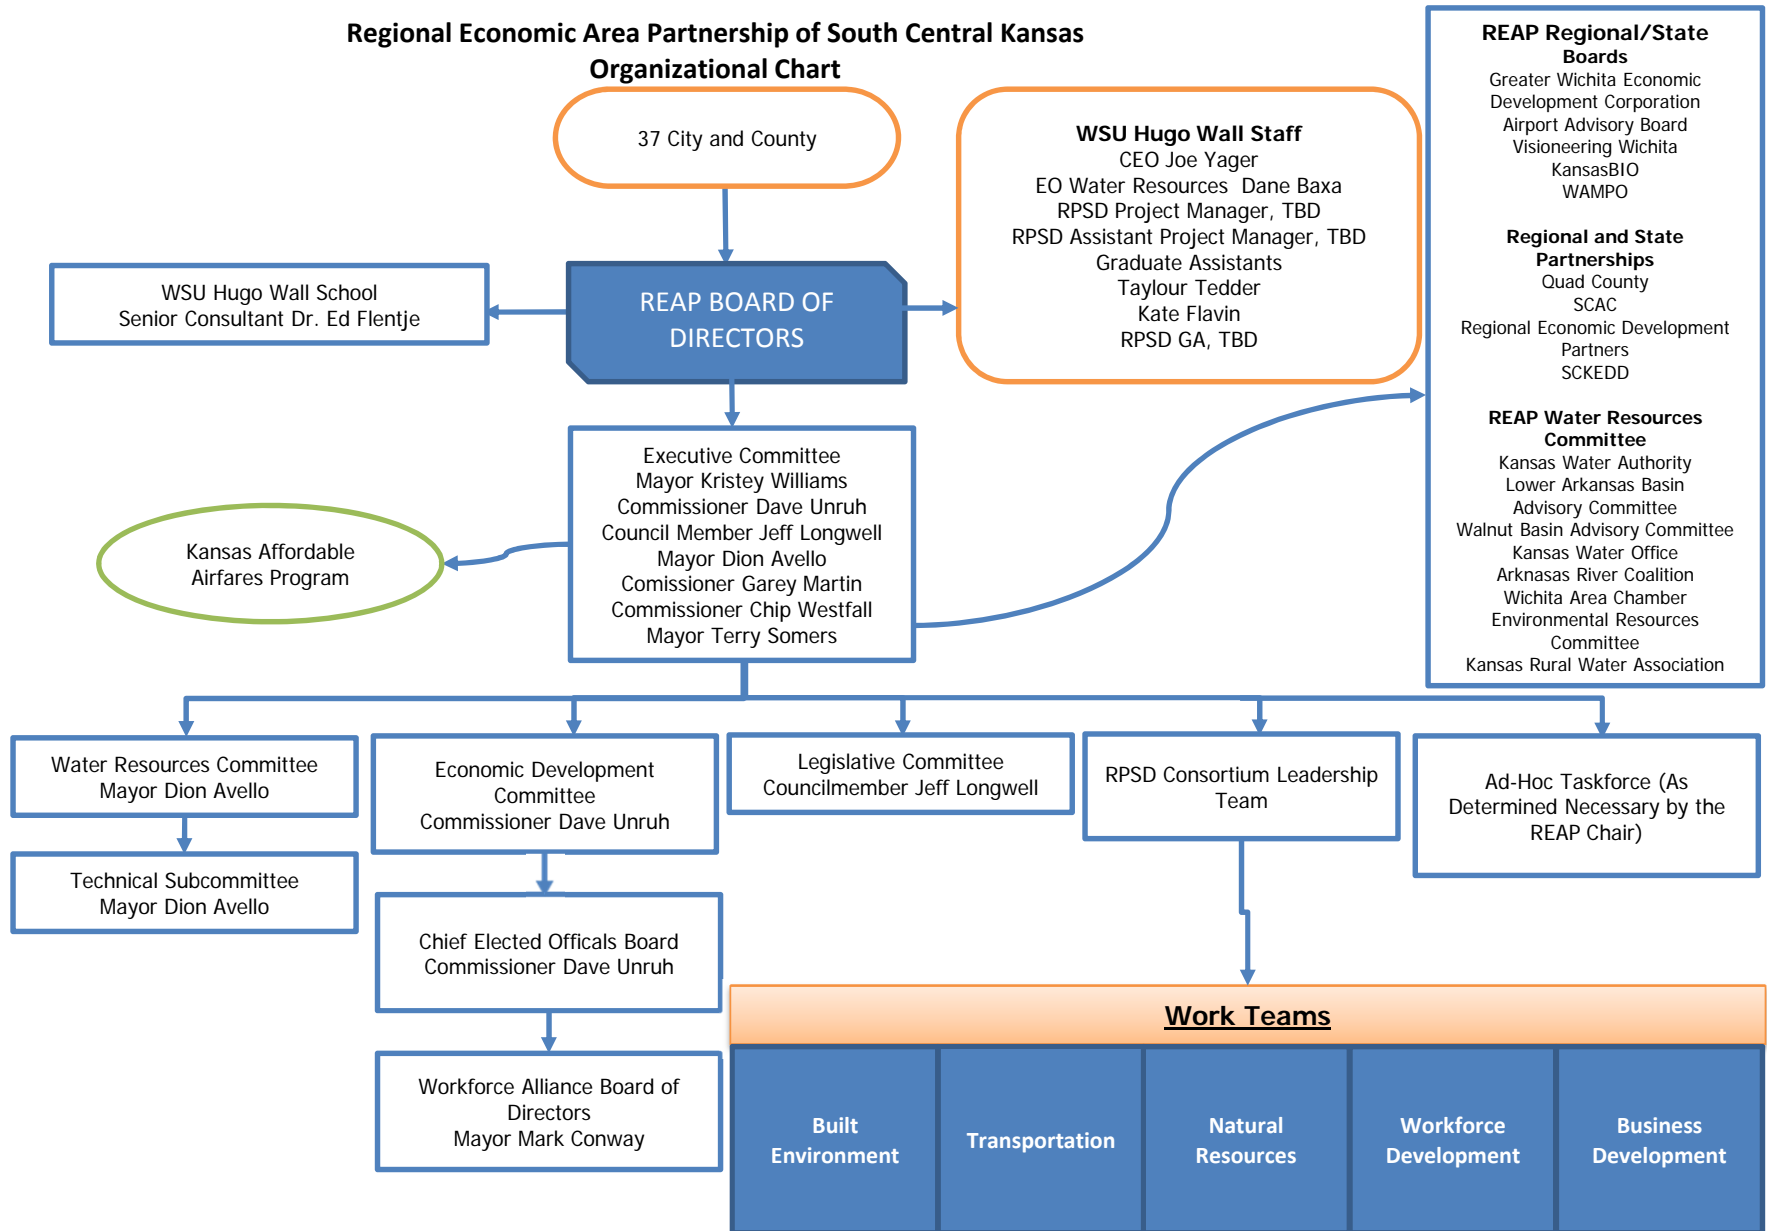 Regional Economic Area Partnership of South Central Kansas
Organizational Chart
37 City and County
WSU Hugo Wall Staff
CEO Joe Yager
EO Water Resources  Dane Baxa
RPSD Project Manager, TBD
RPSD Assistant Project Manager, TBD
Graduate Assistants
Taylour Tedder
Kate Flavin
RPSD GA, TBD
REAP Regional/State
Boards
Greater Wichita Economic
Development Corporation
Airport Advisory Board
Visioneering Wichita
KansasBIO
WAMPO
Regional and State
Partnerships
Quad County
SCAC
Regional Economic Development
Partners
SCKEDD
REAP Water Resources
Committee
Kansas Water Authority
Lower Arkansas Basin
Advisory Committee
Walnut Basin Advisory Committee
Kansas Water Office
Arknasas River Coalition
Wichita Area Chamber
Environmental Resources
Committee
Kansas Rural Water Association
WSU Hugo Wall School
Senior Consultant Dr. Ed Flentje
REAP BOARD OF
DIRECTORS
Executive Committee
Mayor Kristey Williams
Commissioner Dave Unruh
Council Member Jeff Longwell
Mayor Dion Avello
Comissioner Garey Martin
Commissioner Chip Westfall
Mayor Terry Somers
Kansas Affordable
Airfares Program
Water Resources Committee
Mayor Dion Avello
Technical Subcommittee
Mayor Dion Avello
Economic Development
Committee
Commissioner Dave Unruh
Chief Elected Officals Board
Commissioner Dave Unruh
Workforce Alliance Board of
Directors
Mayor Mark Conway
Legislative Committee
Councilmember Jeff Longwell
RPSD Consortium Leadership
Team
Ad-Hoc Taskforce (As
Determined Necessary by the
REAP Chair)
Work Teams
Built
Environment
Transportation
Natural
Resources
Workforce
Development
Business
Development